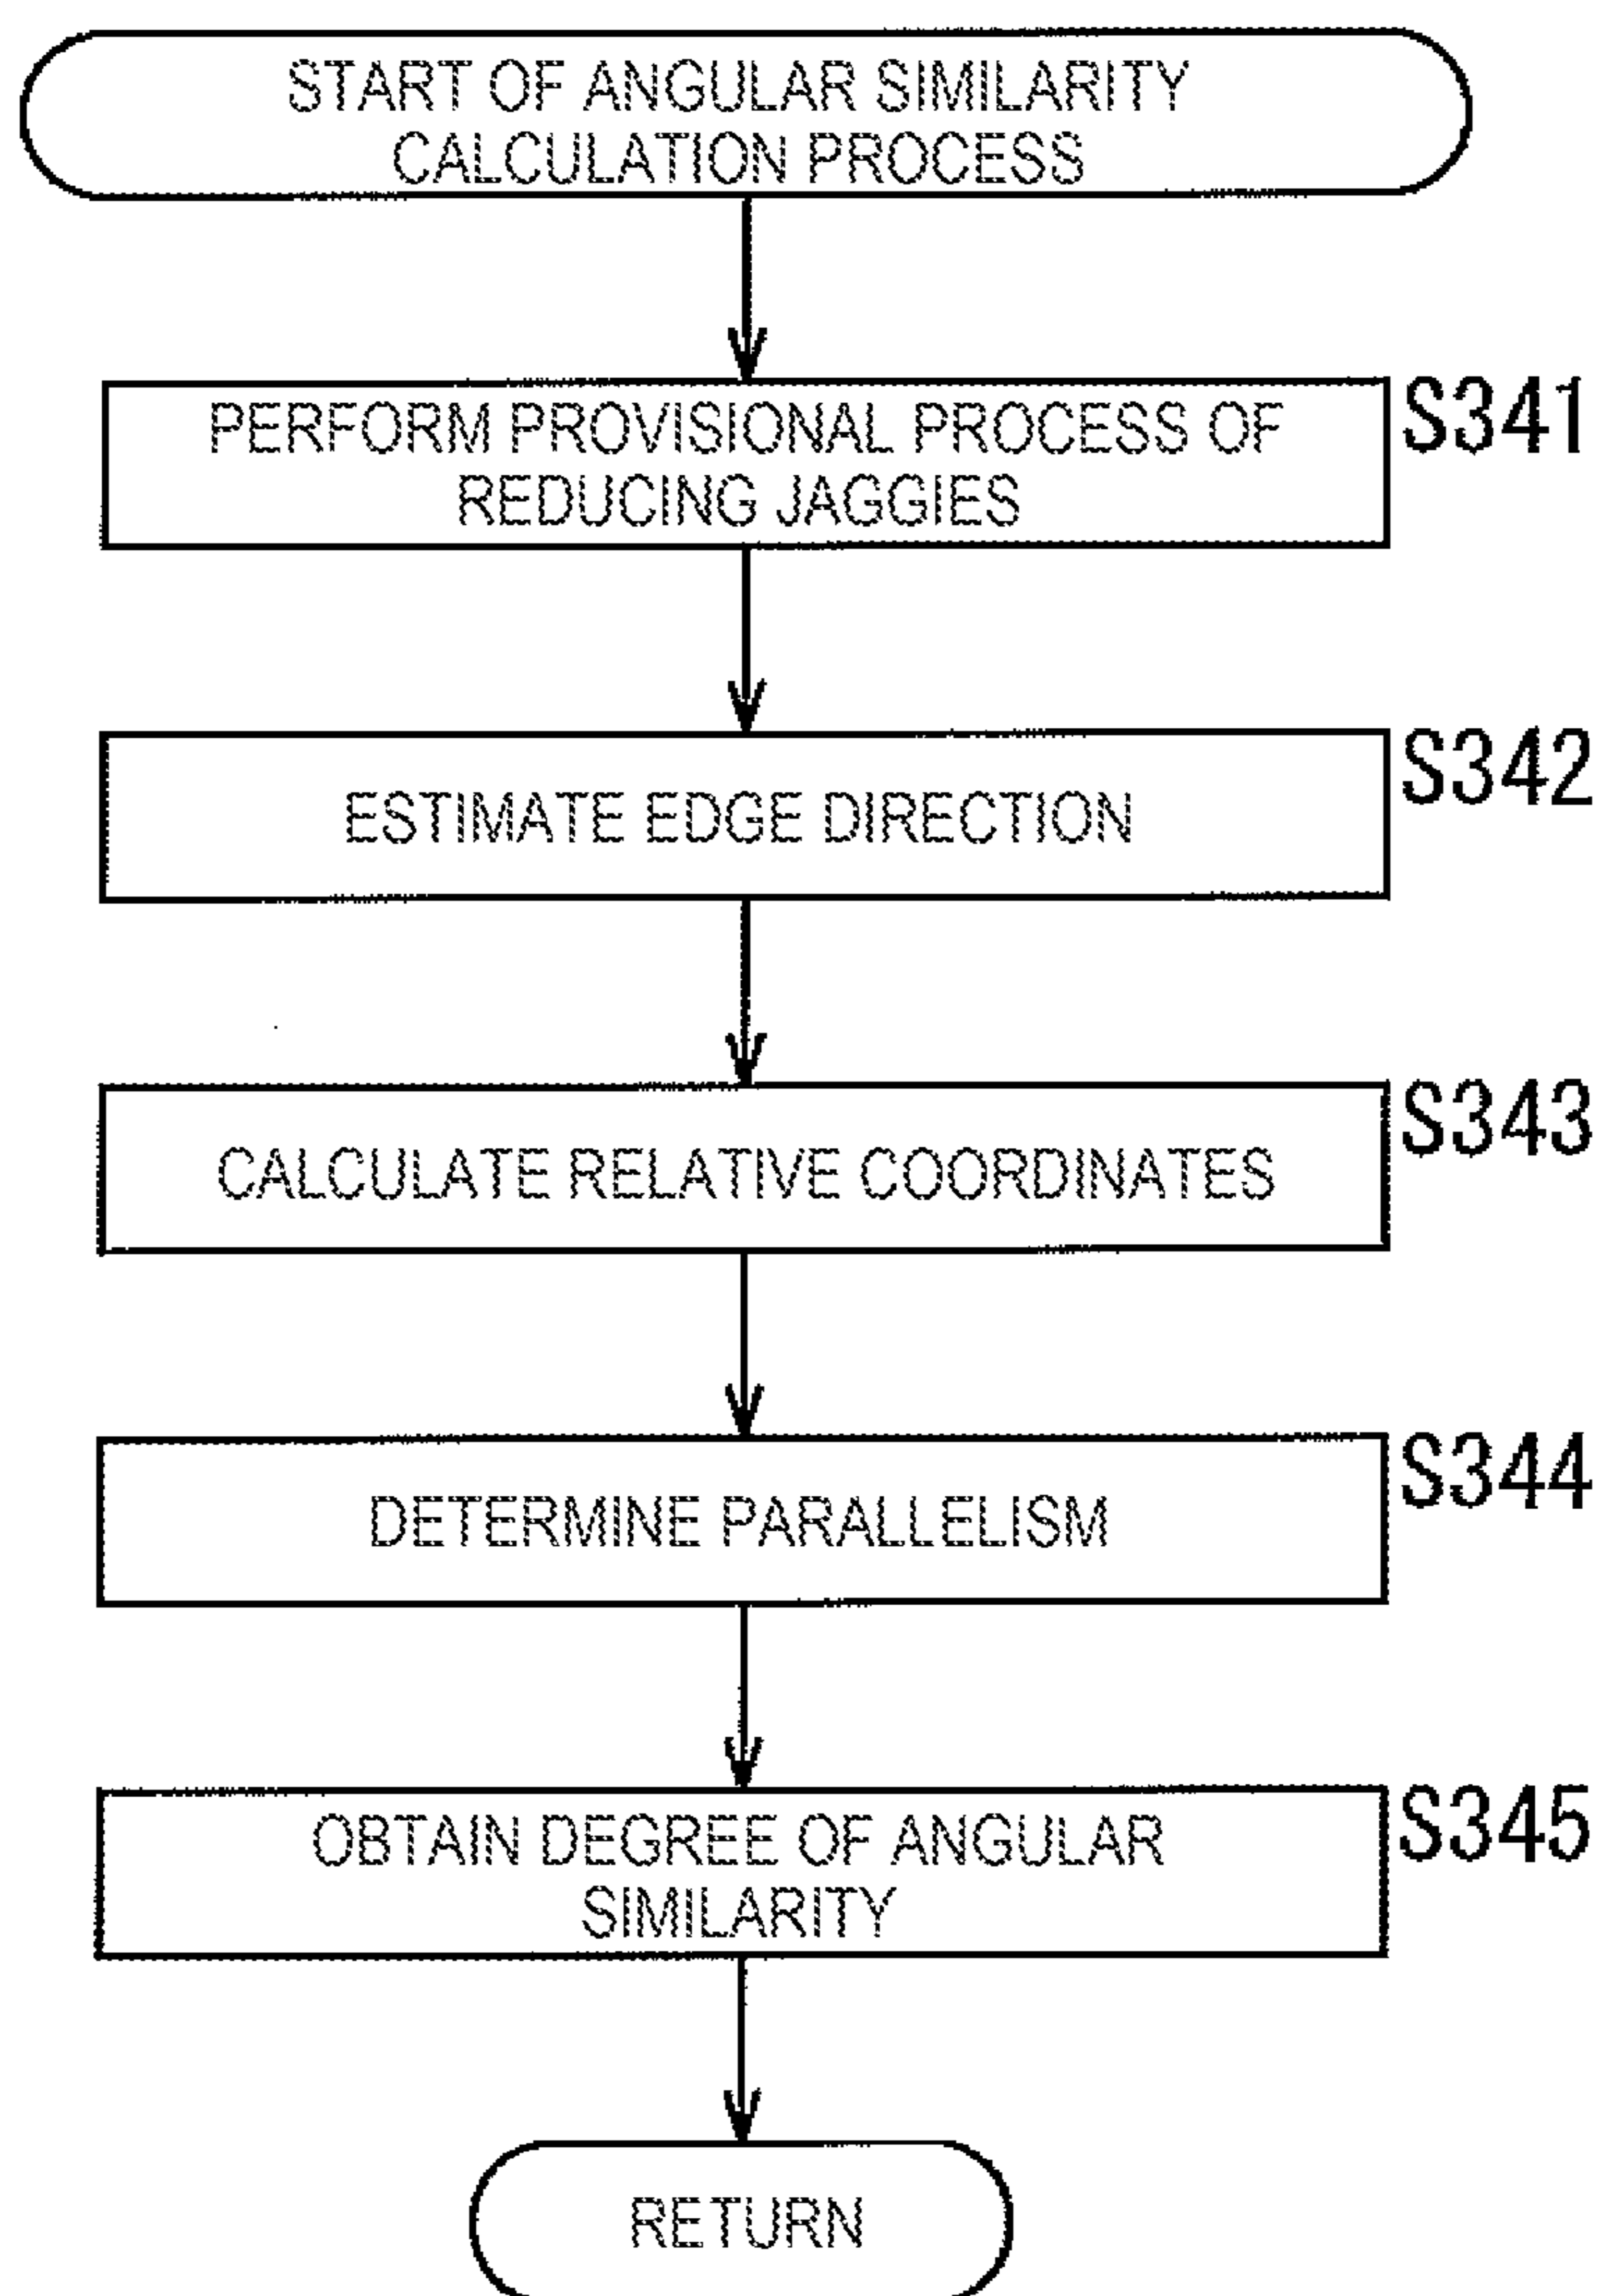 START OF ANGULAR SIMILARITY
CALCULATION PROCESS
PERFORM PROVISIONAL PROCESS OF
REDUCING JAGGIES
S341
ESTIMATE EDGE DIRECTION
S342
CALCULATE RELATIVE COORDINATES
S343
DETERMINE PARALLELISM
S344
OBTAIN DEGREE OF ANGULAR
SIMILARITY
S345
RETURN